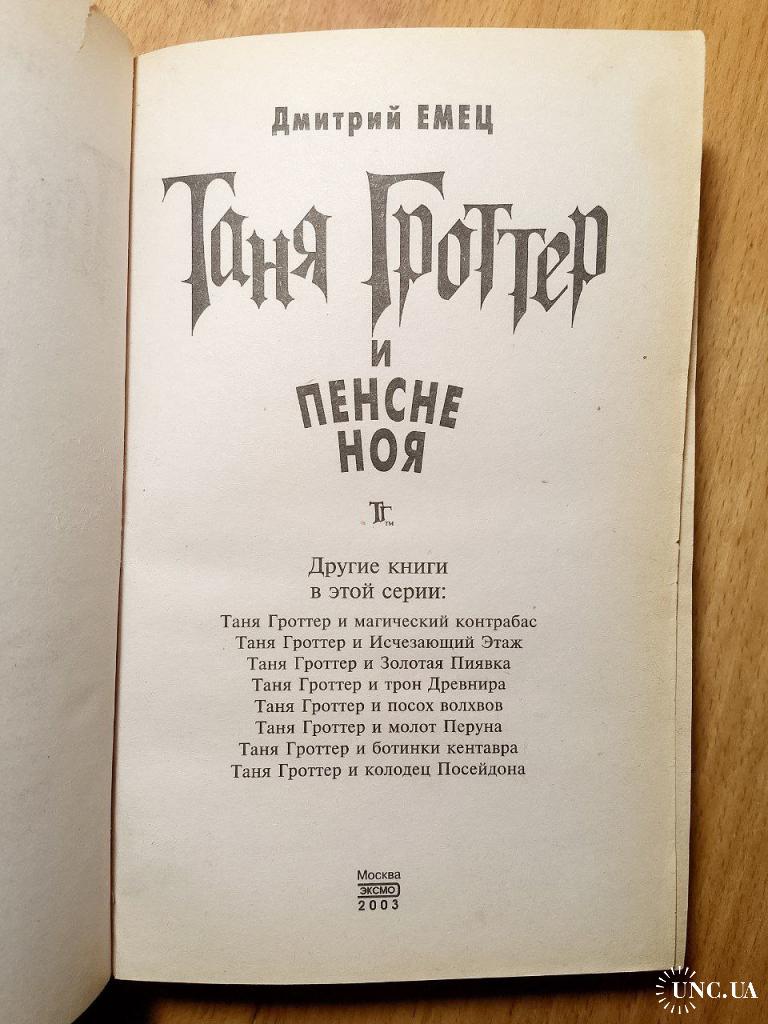 Дмитрий ЕМЕЦ
Таня Гроттер
и
ПЕНСНЕ
НОЯ
ТГ™
Другие книги
в этой серии:
Таня Гроттер и магический контрабас
Таня Гроттер и Исчезающий Этаж
Таня Гроттер и Золотая Пиявка
Таня Гроттер и трон Древнира
Таня Гроттер и посох волхвов
Таня Гроттер и молот Перуна
Таня Гроттер и ботинки кентавра
Таня Гроттер и колодец Посейдона
Москва
ЭКСМО
2003
UNC.UA